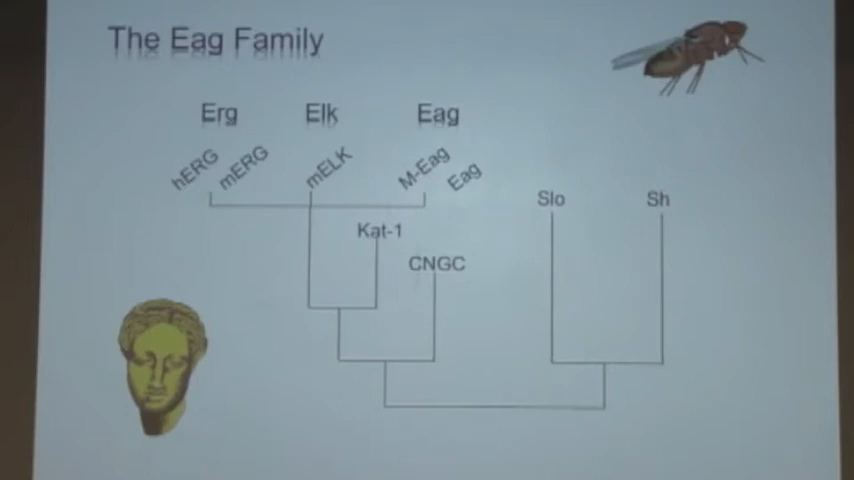 The Eag Family
Erg Elk Eag
hERG mERG mELK M-Eag Eag
Slo Sh
Kat-1
CNGC